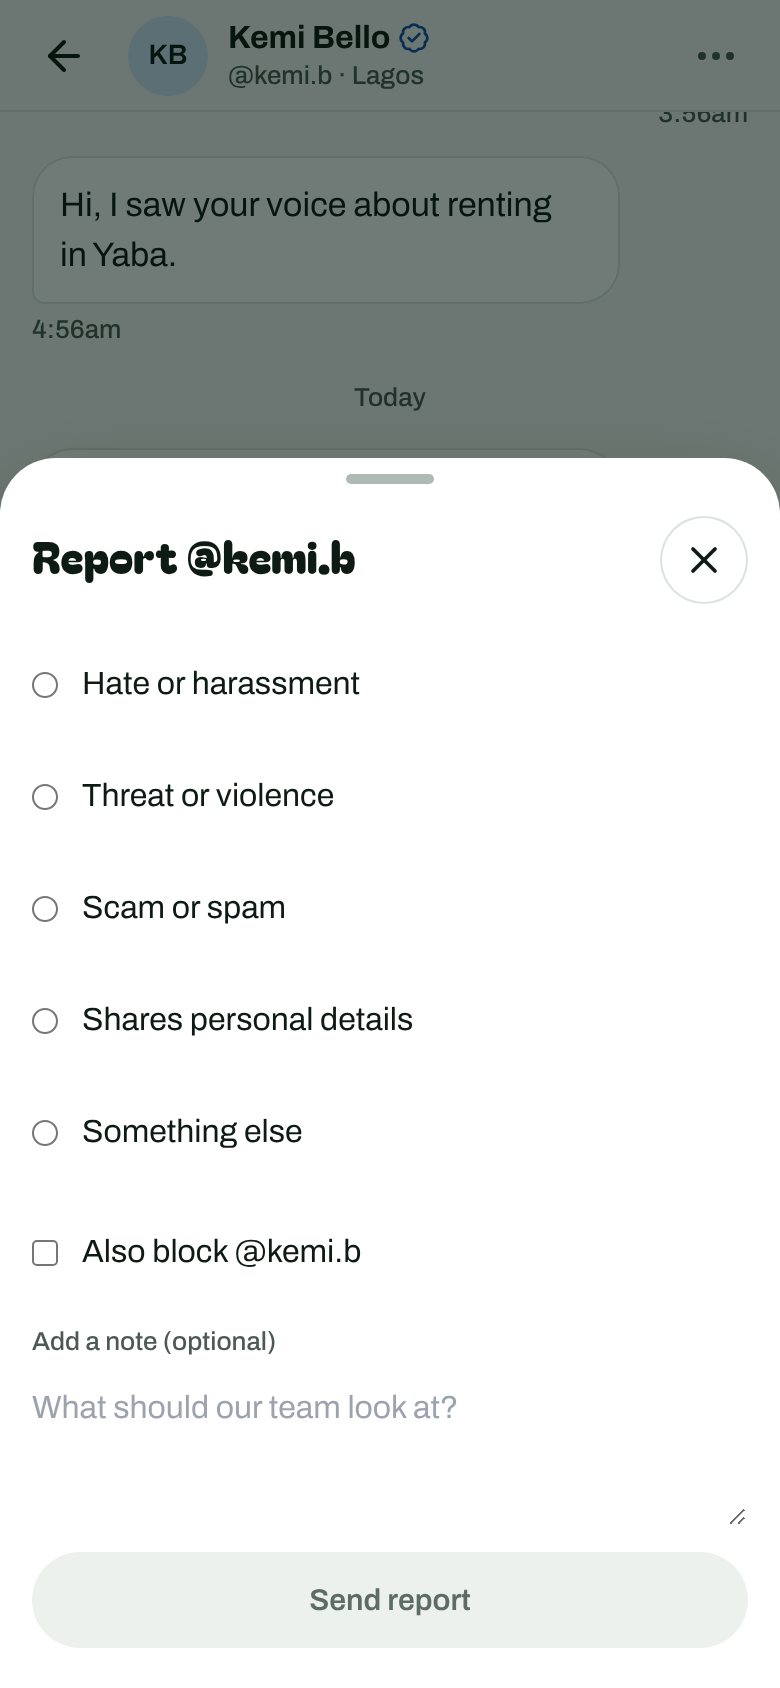 KB
Kemi Bello
@kemi.b · Lagos
3:56am
Hi, I saw your voice about renting
in Yaba.
4:56am
Today
Report @kemi.b
Hate or harassment
Threat or violence
Scam or spam
Shares personal details
Something else
Also block @kemi.b
Add a note (optional)
What should our team look at?
Send report